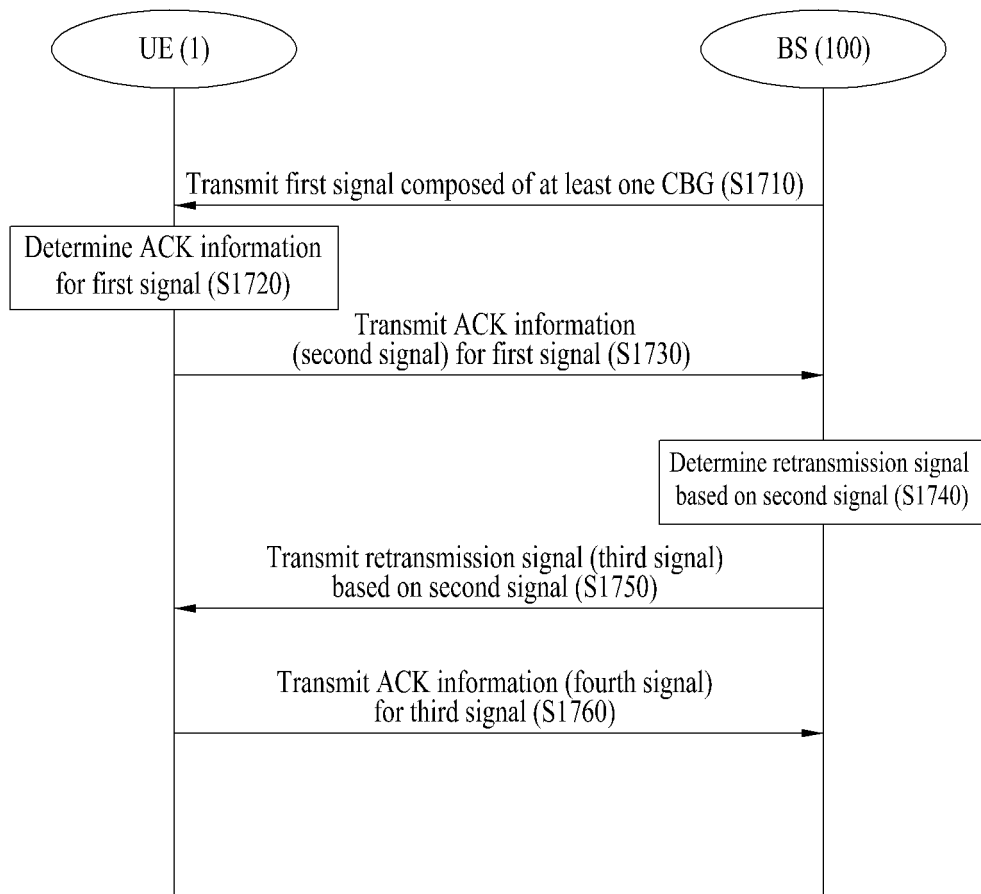 UE (1)
BS (100)
Transmit first signal composed of at least one CBG (S1710)
Determine ACK information
for first signal (S1720)
Transmit ACK information
(second signal) for first signal (S1730)
Determine retransmission signal
based on second signal (S1740)
Transmit retransmission signal (third signal)
based on second signal (S1750)
Transmit ACK information (fourth signal)
for third signal (S1760)